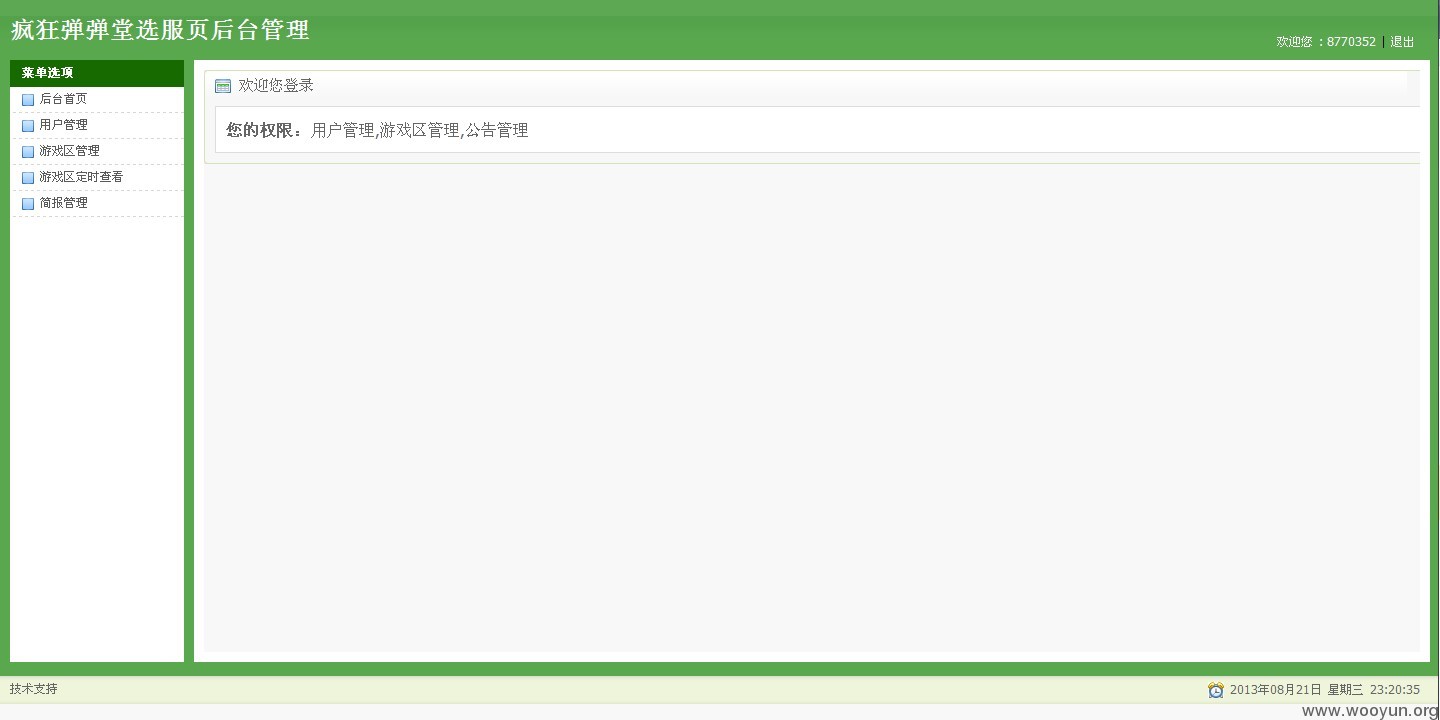 疯狂弹弹堂选服页后台管理
欢迎您 ：8770352 | 退出
菜单选项
后台首页
用户管理
游戏区管理
游戏区定时查看
简报管理
欢迎您登录
您的权限：用户管理,游戏区管理,公告管理
技术支持
2013年08月21日 星期三 23:20:35
www.wooyun.org